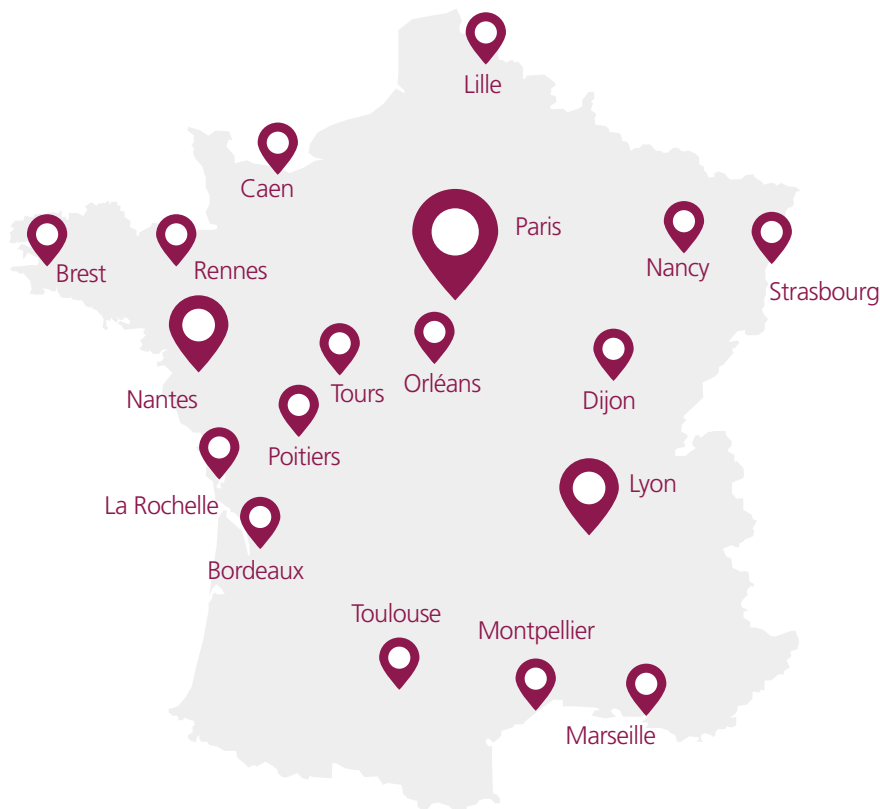 Lille
Caen
Paris
Brest
Rennes
Nancy
Strasbourg
Nantes
Tours
Orléans
Dijon
Poitiers
La Rochelle
Lyon
Bordeaux
Toulouse
Montpellier
Marseille